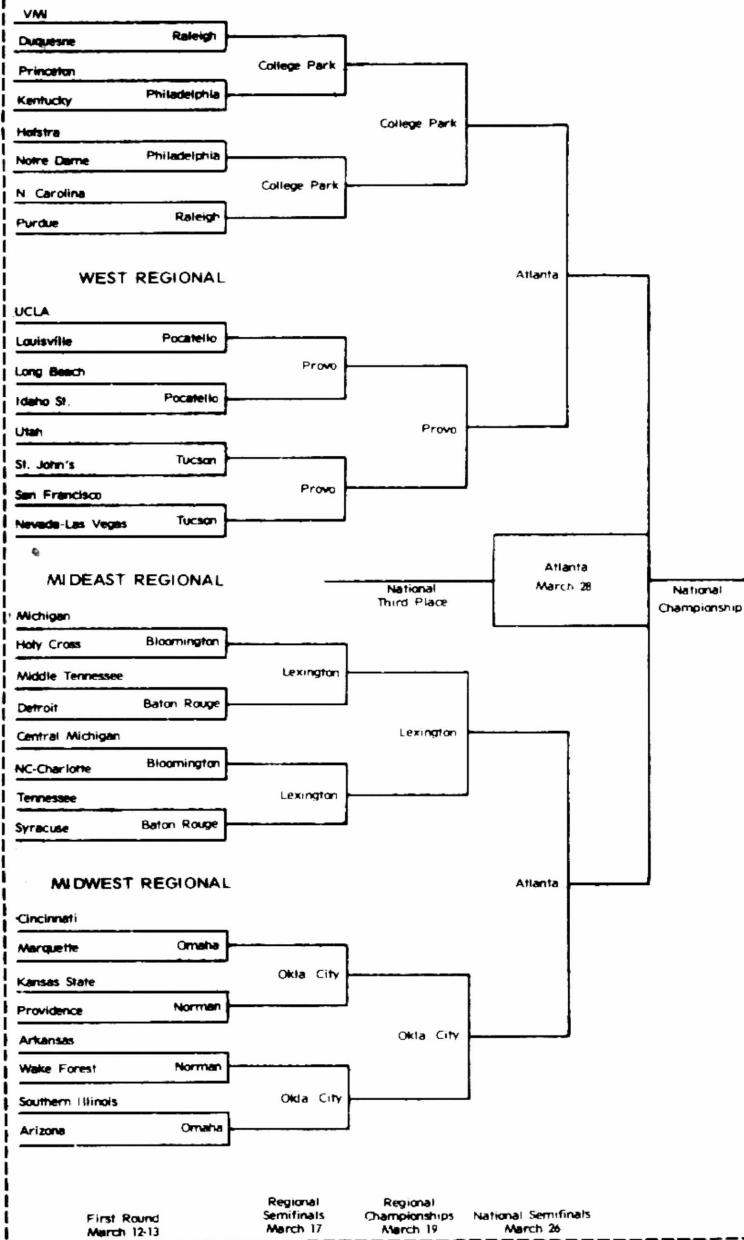 VMI
Duquesne Raleigh
College Park
Princeton
Kentucky Philadelphia
College Park
Hofstra
Notre Dame Philadelphia
College Park
N Carolina
Purdue Raleigh
WEST REGIONAL
Atlanta
UCLA
Louisville Pocatello
Provo
Long Beach
Idaho St. Pocatello
Provo
Utah
St. John's Tucson
Provo
San Francisco
Nevada-Las Vegas Tucson
MIDEAST REGIONAL
Atlanta
March 28
National
Third Place
National
Championship
Michigan
Holy Cross Bloomington
Lexington
Middle Tennessee
Detroit Baton Rouge
Lexington
Central Michigan
NC-Charlotte Bloomington
Lexington
Tennessee
Syracuse Baton Rouge
MIDWEST REGIONAL
Atlanta
Cincinnati
Marquette Omaha
Okla City
Kansas State
Providence Norman
Okla City
Arkansas
Wake Forest Norman
Okla City
Southern Illinois
Arizona Omaha
First Round
March 12-13
Regional
Semifinals
March 17
Regional
Championships
March 19
National Semifinals
March 26